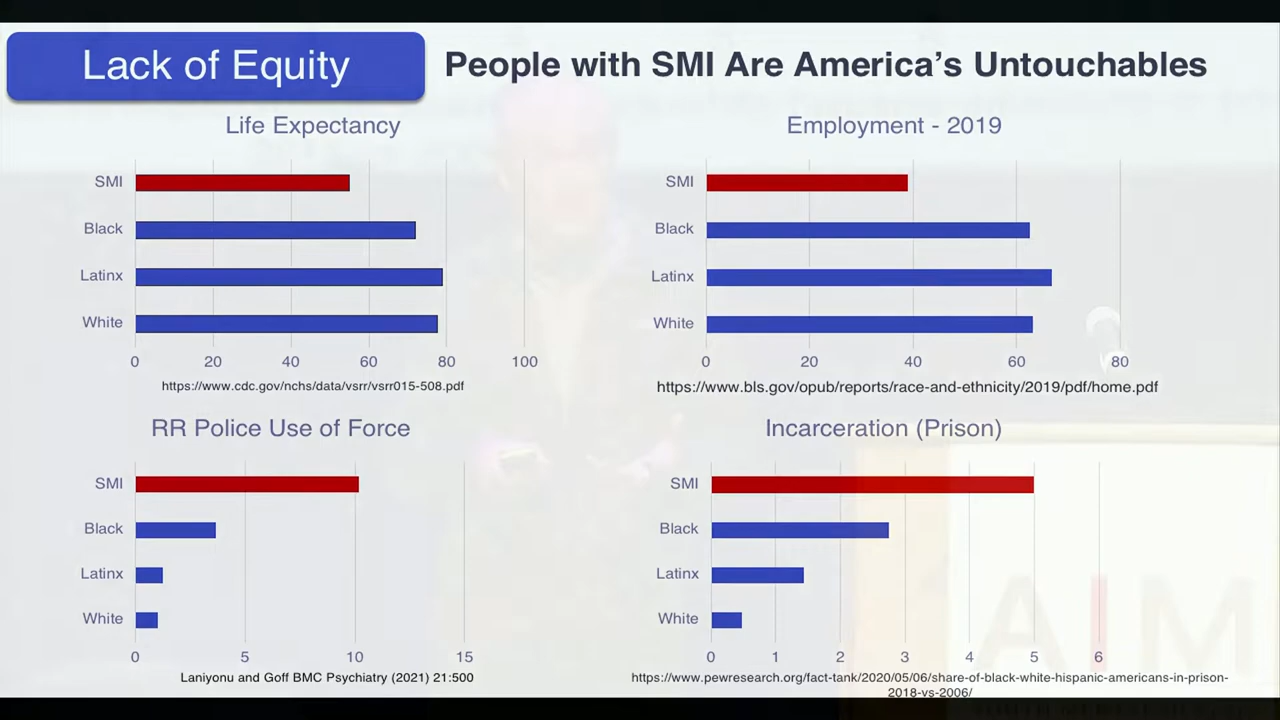 Lack of Equity
People with SMI Are America's Untouchables
Life Expectancy
SMI
Black
Latinx
White
0 20 40 60 80 100
https://www.cdc.gov/nchs/data/vsrr/vsrr015-508.pdf
Employment - 2019
SMI
Black
Latinx
White
0 20 40 60 80
https://www.bls.gov/opub/reports/race-and-ethnicity/2019/pdf/home.pdf
RR Police Use of Force
SMI
Black
Latinx
White
0 5 10 15
Laniyonu and Goff BMC Psychiatry (2021) 21:500
Incarceration (Prison)
SMI
Black
Latinx
White
0 1 2 3 4 5 6
https://www.pewresearch.org/fact-tank/2020/05/06/share-of-black-white-hispanic-americans-in-prison-
2018-vs-2006/
AIM